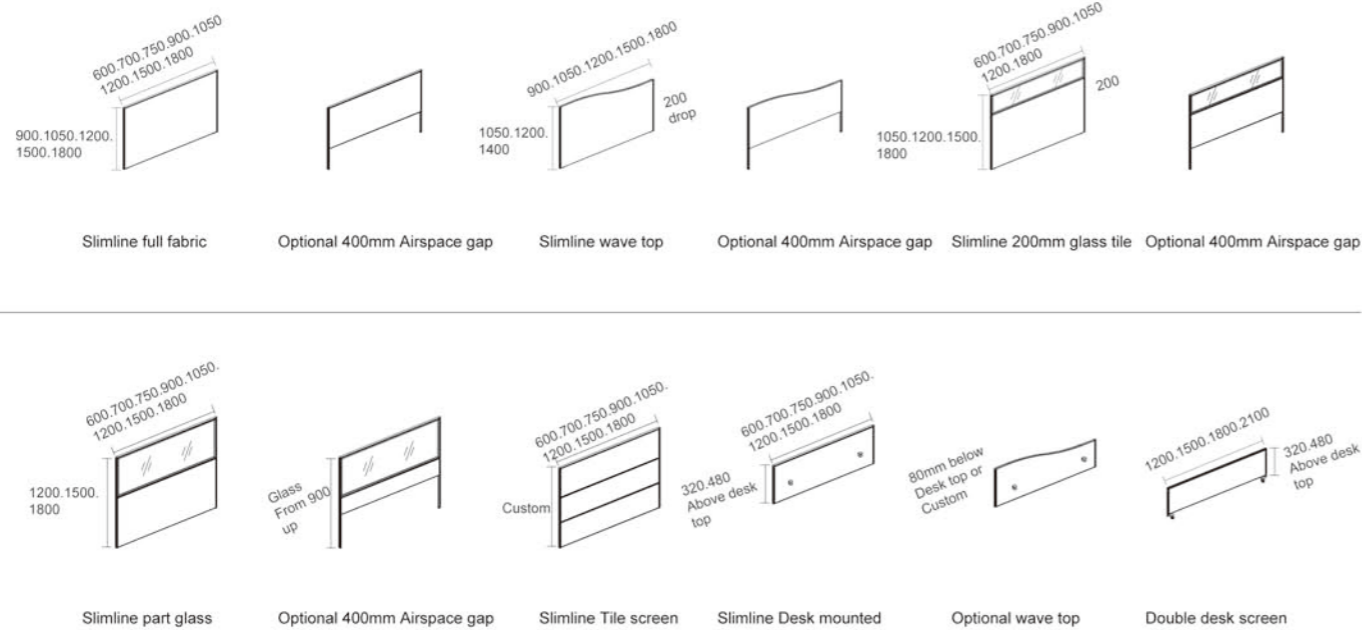 600.700.750.900.1050
1200.1500.1800
900.1050.1200.
1500.1800
Slimline full fabric
Optional 400mm Airspace gap
900.1050.1200.1500.1800
200
drop
1050.1200.
1400
Slimline wave top
Optional 400mm Airspace gap
600.700.750.900.1050
1200.1800
200
1050.1200.1500.
1800
Slimline 200mm glass tile
Optional 400mm Airspace gap
600.700.750.900.1050.
1200.1500.1800
1200.1500.
1800
Slimline part glass
Glass
From 900
up
Optional 400mm Airspace gap
600.700.750.900.1050.
1200.1500.1800
Custom
Slimline Tile screen
600.700.750.900.1050.
1200.1500.1800
320.480
Above desk
top
Slimline Desk mounted
80mm below
Desk top or
Custom
Optional wave top
1200.1500.1800.2100
320.480
Above desk
top
Double desk screen